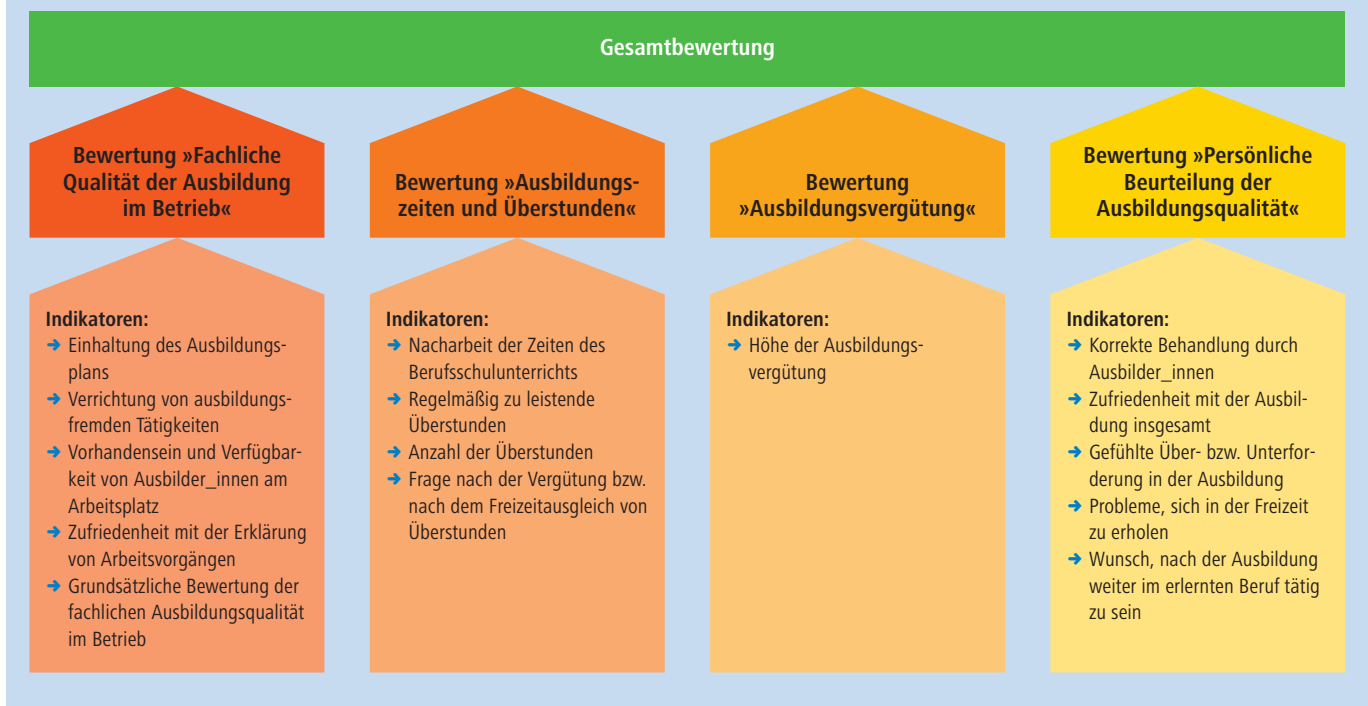 Gesamtbewertung
Bewertung »Fachliche
Qualität der Ausbildung
im Betrieb«
Bewertung »Ausbildungs-
zeiten und Überstunden«
Bewertung
»Ausbildungsvergütung«
Bewertung »Persönliche
Beurteilung der
Ausbildungsqualität«
Indikatoren:
➜ Einhaltung des Ausbildungs-
plans
➜ Verrichtung von ausbildungs-
fremden Tätigkeiten
➜ Vorhandensein und Verfügbar-
keit von Ausbilder_innen am
Arbeitsplatz
➜ Zufriedenheit mit der Erklärung
von Arbeitsvorgängen
➜ Grundsätzliche Bewertung der
fachlichen Ausbildungsqualität
im Betrieb
Indikatoren:
➜ Nacharbeit der Zeiten des
Berufsschulunterrichts
➜ Regelmäßig zu leistende
Überstunden
➜ Anzahl der Überstunden
➜ Frage nach der Vergütung bzw.
nach dem Freizeitausgleich von
Überstunden
Indikatoren:
➜ Höhe der Ausbildungs-
vergütung
Indikatoren:
➜ Korrekte Behandlung durch
Ausbilder_innen
➜ Zufriedenheit mit der Ausbil-
dung insgesamt
➜ Gefühlte Über- bzw. Unterfor-
derung in der Ausbildung
➜ Probleme, sich in der Freizeit
zu erholen
➜ Wunsch, nach der Ausbildung
weiter im erlernten Beruf tätig
zu sein